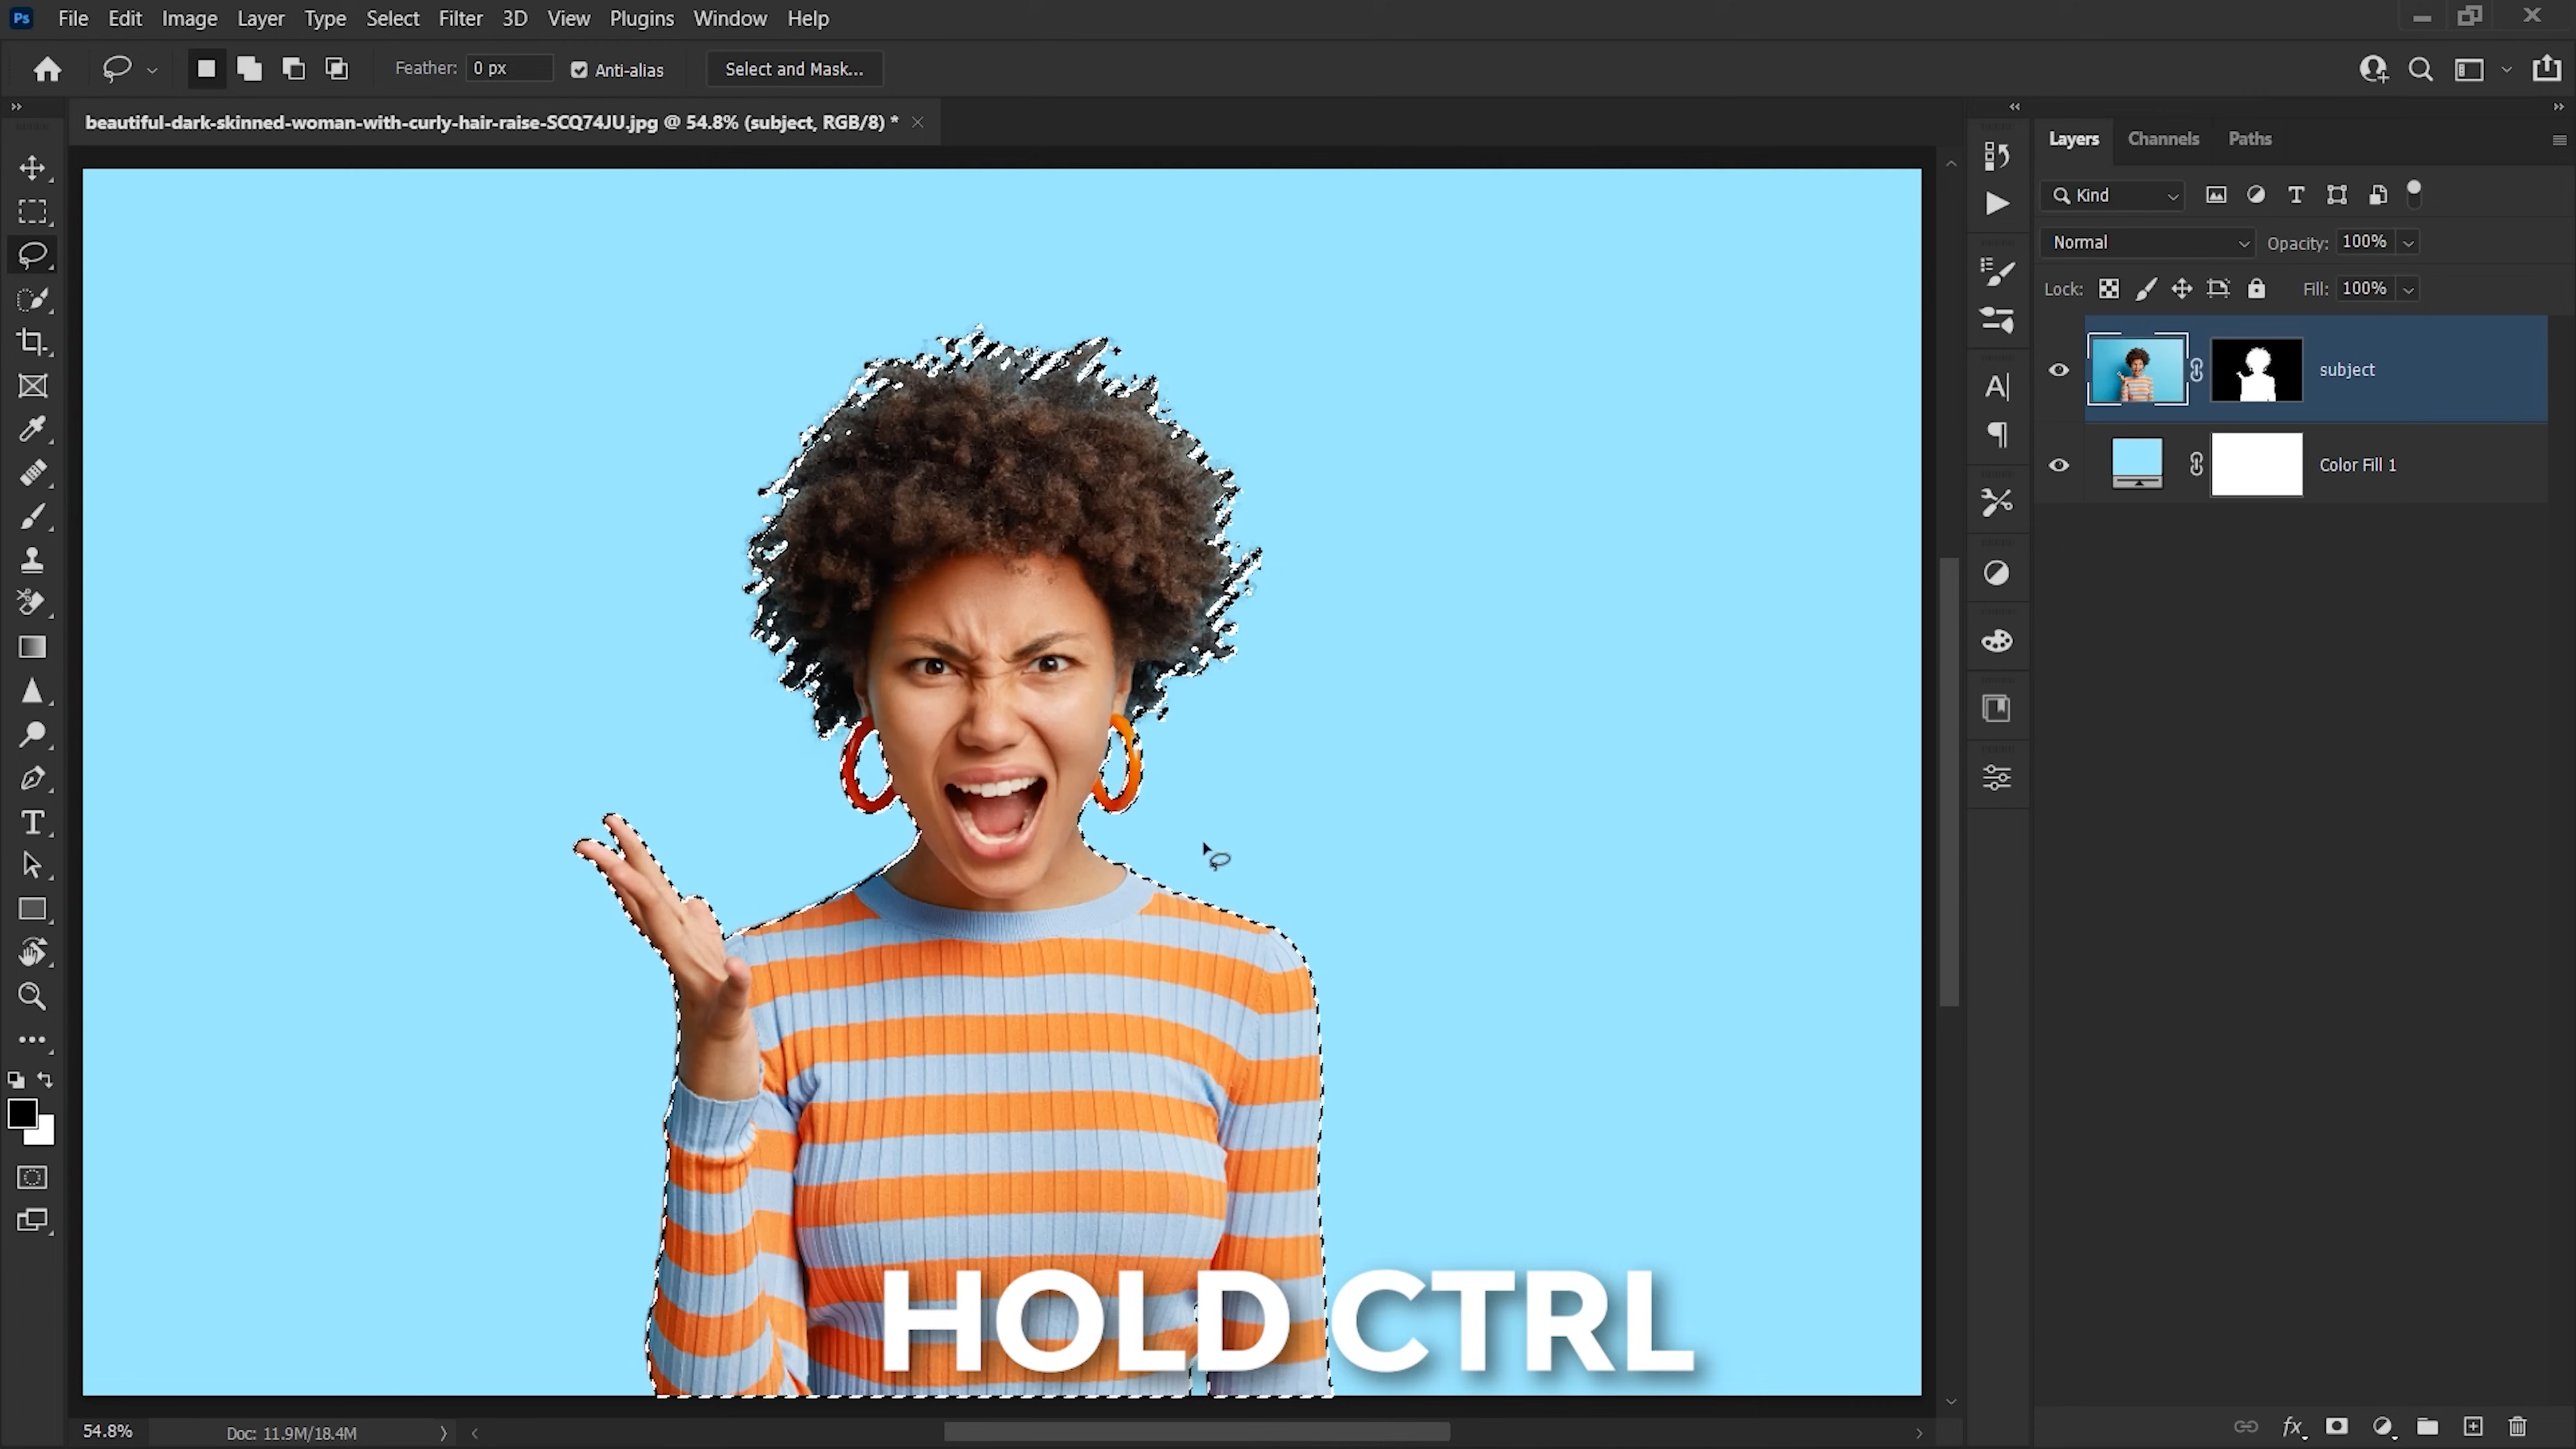 Ps File Edit Image Layer Type Select Filter 3D View Plugins Window Help
Feather: 0 px Anti-alias Select and Mask...
beautiful-dark-skinned-woman-with-curly-hair-raise-SCQ74JU.jpg @ 54.8% (subject, RGB/8) *
Layers Channels Paths
Kind
Normal Opacity: 100%
Lock: Fill: 100%
subject
Color Fill 1
HOLD CTRL
54.8% Doc: 11.9M/18.4M